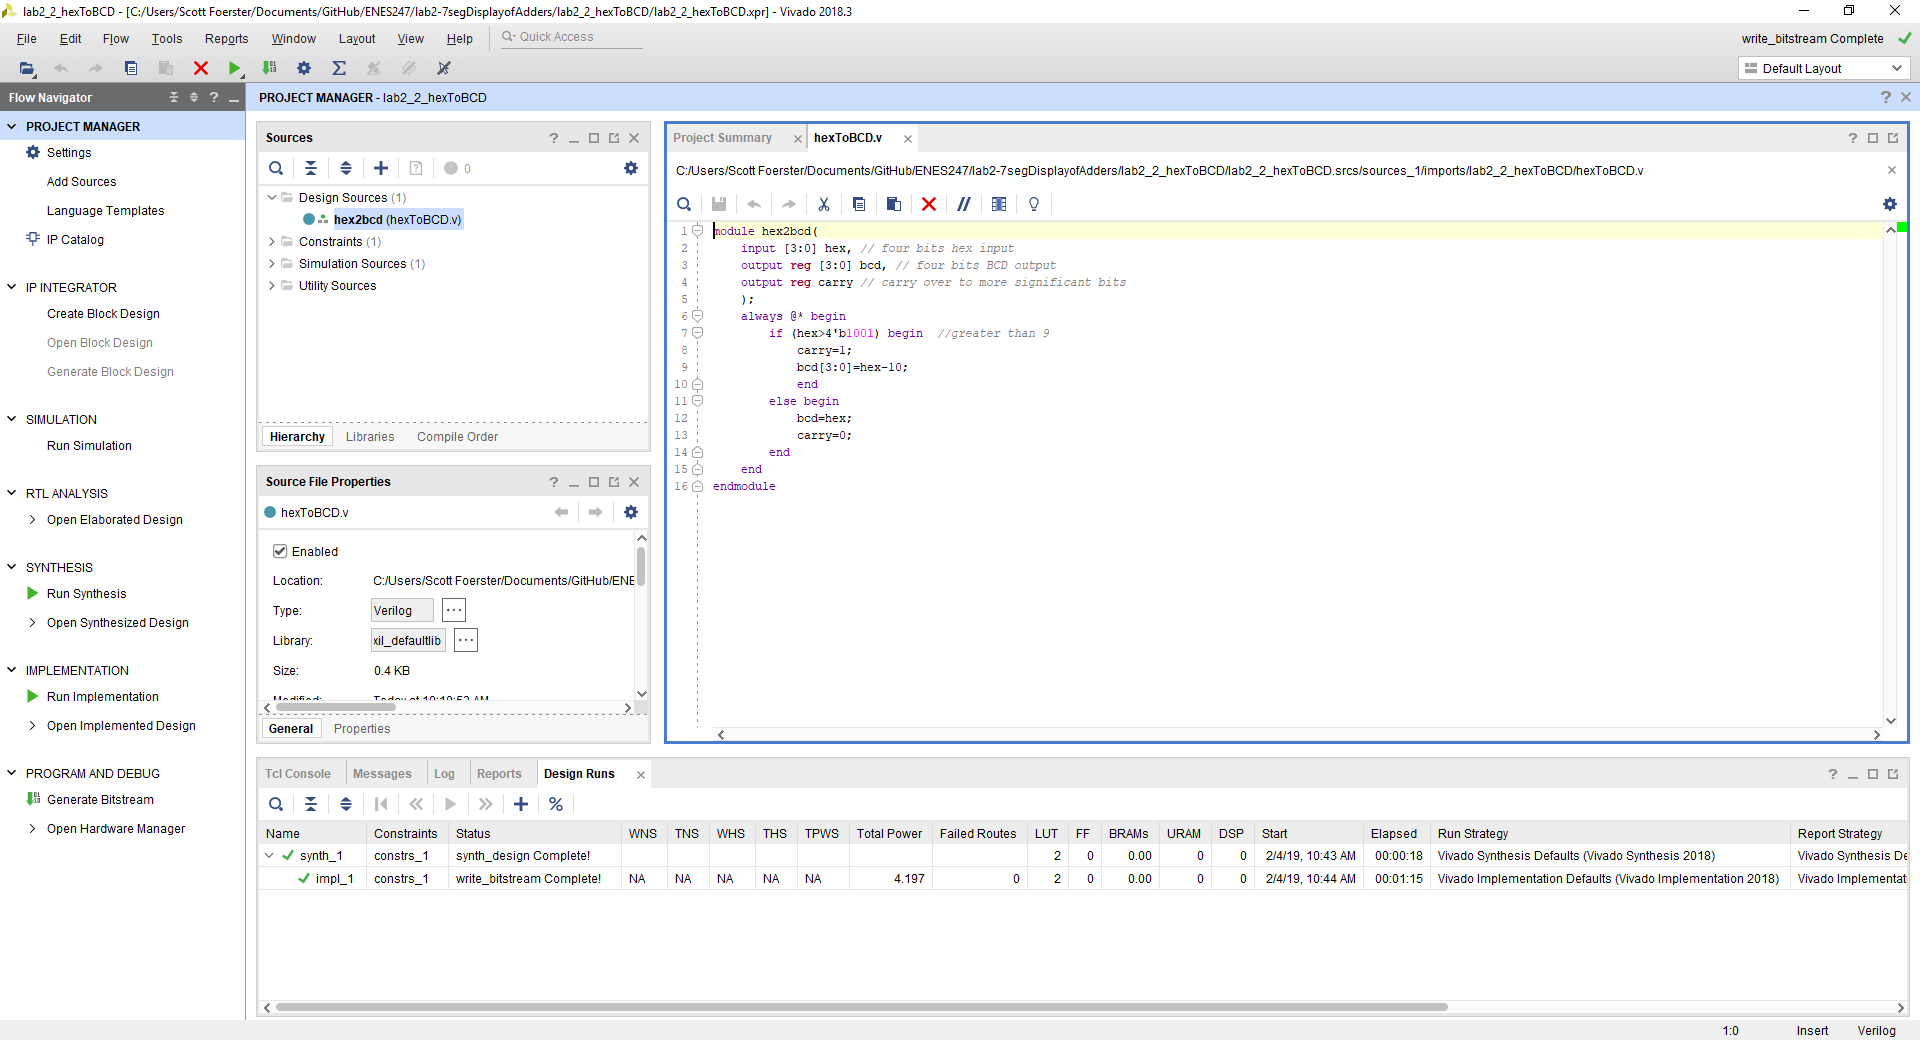 lab2_2_hexToBCD - [C:/Users/Scott Foerster/Documents/GitHub/ENES247/lab2-7segDisplayofAdders/lab2_2_hexToBCD/lab2_2_hexToBCD.xpr] - Vivado 2018.3
File Edit Flow Tools Reports Window Layout View Help Quick Access
write_bitstream Complete
Default Layout
Flow Navigator
PROJECT MANAGER
Settings
Add Sources
Language Templates
IP Catalog
IP INTEGRATOR
Create Block Design
Open Block Design
Generate Block Design
SIMULATION
Run Simulation
RTL ANALYSIS
Open Elaborated Design
SYNTHESIS
Run Synthesis
Open Synthesized Design
IMPLEMENTATION
Run Implementation
Open Implemented Design
PROGRAM AND DEBUG
Generate Bitstream
Open Hardware Manager
PROJECT MANAGER - lab2_2_hexToBCD
Sources
0
Design Sources (1)
hex2bcd (hexToBCD.v)
Constraints (1)
Simulation Sources (1)
Utility Sources
Hierarchy Libraries Compile Order
Source File Properties
hexToBCD.v
Enabled
Location: C:/Users/Scott Foerster/Documents/GitHub/ENE
Type: Verilog
Library: xil_defaultlib
Size: 0.4 KB
Modified: Today at 10:10:52 AM
General Properties
Project Summary hexToBCD.v
C:/Users/Scott Foerster/Documents/GitHub/ENES247/lab2-7segDisplayofAdders/lab2_2_hexToBCD/lab2_2_hexToBCD.srcs/sources_1/imports/lab2_2_hexToBCD/hexToBCD.v
1 module hex2bcd(
2 input [3:0] hex, // four bits hex input
3 output reg [3:0] bcd, // four bits BCD output
4 output reg carry // carry over to more significant bits
5 );
6 always @* begin
7 if (hex>4'b1001) begin //greater than 9
8 carry=1;
9 bcd[3:0]=hex-10;
10 end
11 else begin
12 bcd=hex;
13 carry=0;
14 end
15 end
16 endmodule
Tcl Console Messages Log Reports Design Runs
Name Constraints Status WNS TNS WHS THS TPWS Total Power Failed Routes LUT FF BRAMs URAM DSP Start Elapsed Run Strategy Report Strategy
synth_1 constrs_1 synth_design Complete! 2 0 0.00 0 0 2/4/19, 10:43 AM 00:00:18 Vivado Synthesis Defaults (Vivado Synthesis 2018) Vivado Synthesis De
impl_1 constrs_1 write_bitstream Complete! NA NA NA NA NA 4.197 0 2 0 0.00 0 0 2/4/19, 10:44 AM 00:01:15 Vivado Implementation Defaults (Vivado Implementation 2018) Vivado Implementat
1:0 Insert Verilog